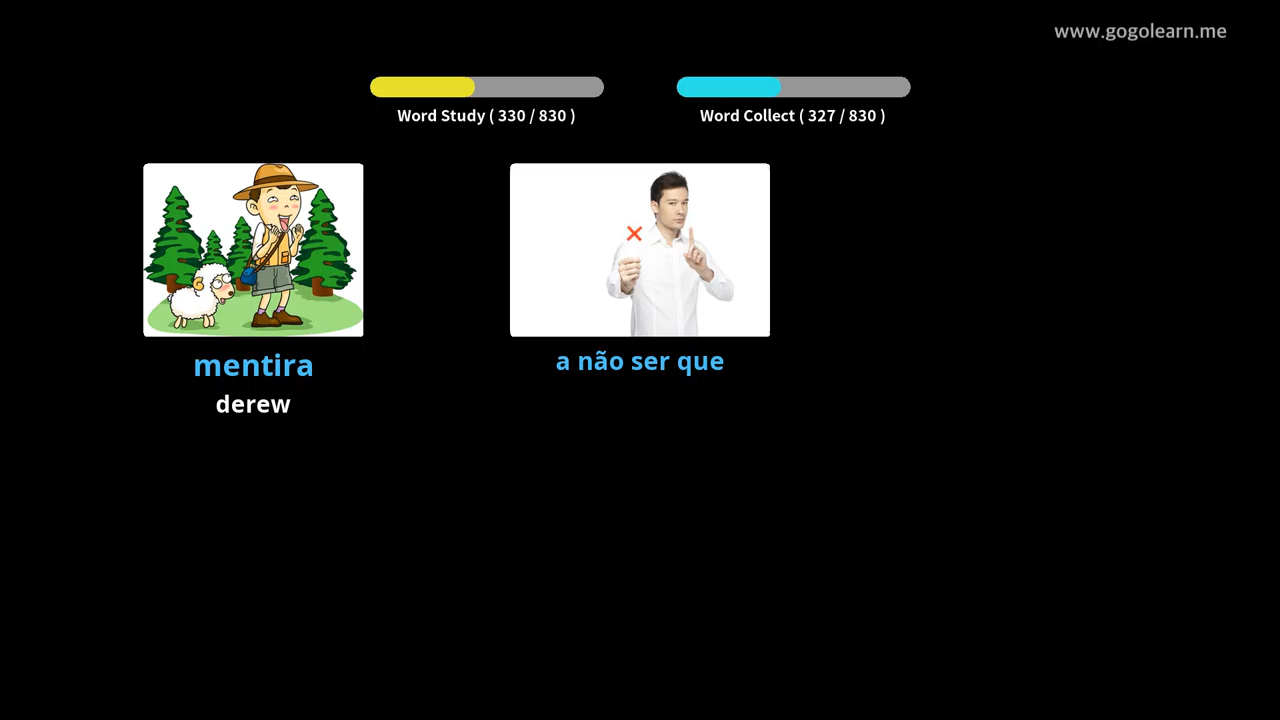 www.gogolearn.me
Word Study ( 330 / 830 )
Word Collect ( 327 / 830 )
mentira
derew
a não ser que